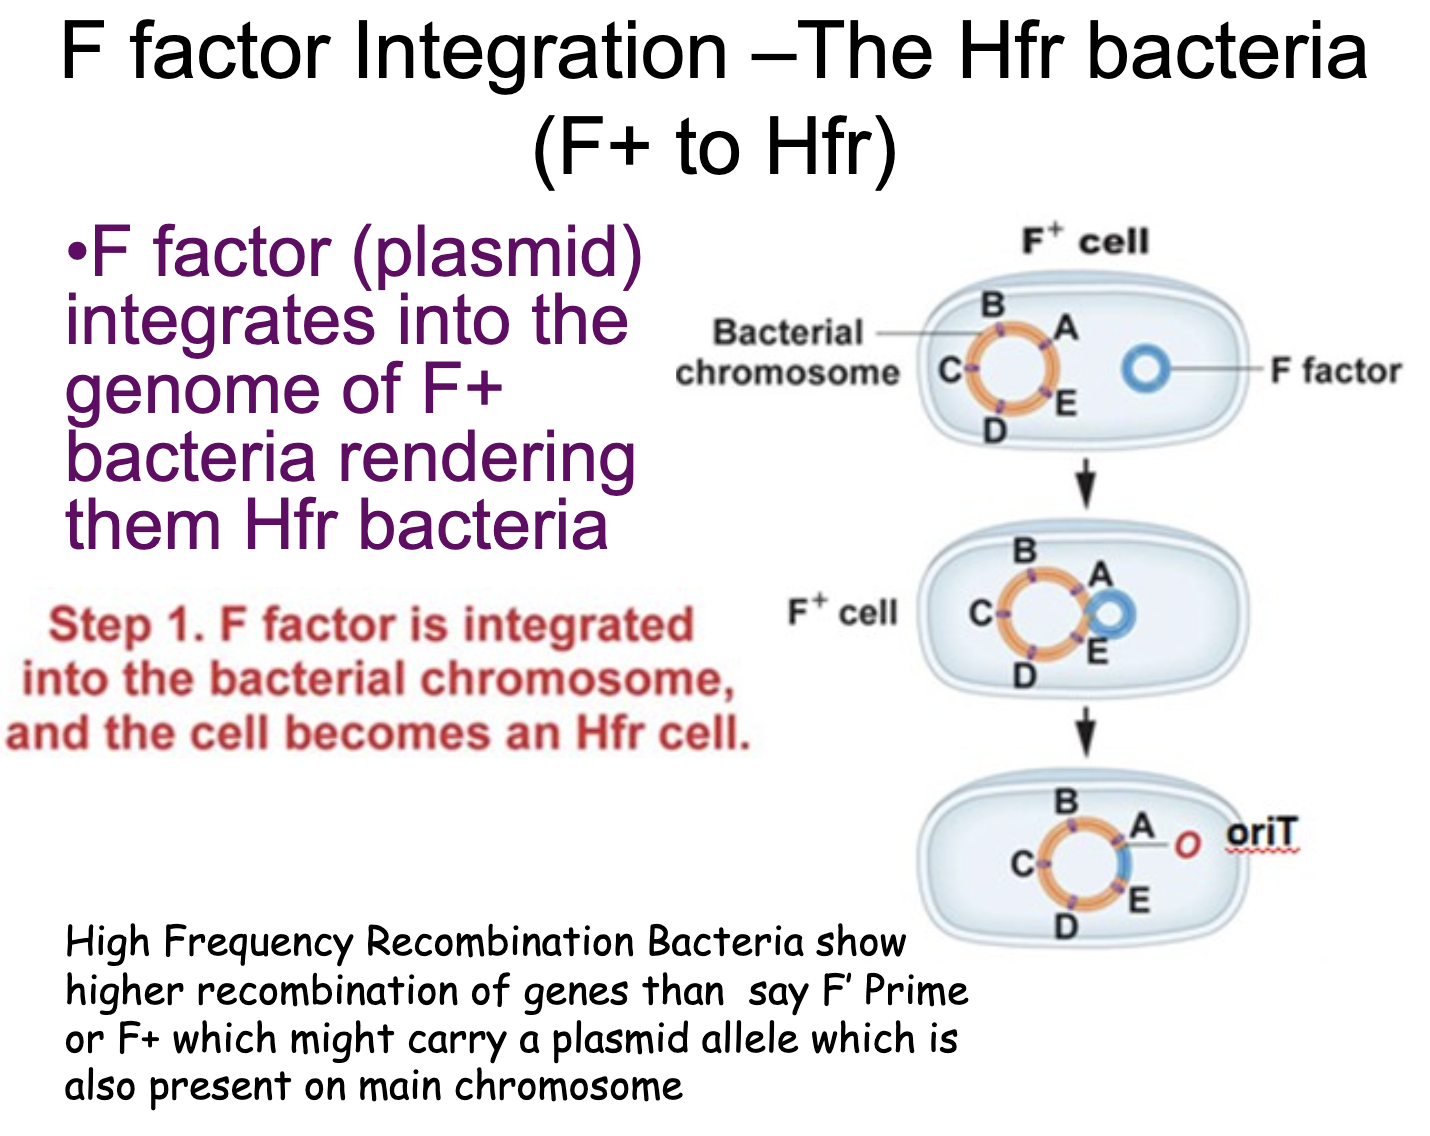 F factor Integration –The Hfr bacteria
(F+ to Hfr)
•F factor (plasmid)
integrates into the
genome of F+
bacteria rendering
them Hfr bacteria
Step 1. F factor is integrated
into the bacterial chromosome,
and the cell becomes an Hfr cell.
F⁺ cell
Bacterial
chromosome
B
A
C
E
D
F factor
F⁺ cell
B
A
C
E
D
B
A
O
oriT
C
E
D
High Frequency Recombination Bacteria show
higher recombination of genes than say F’ Prime
or F+ which might carry a plasmid allele which is
also present on main chromosome